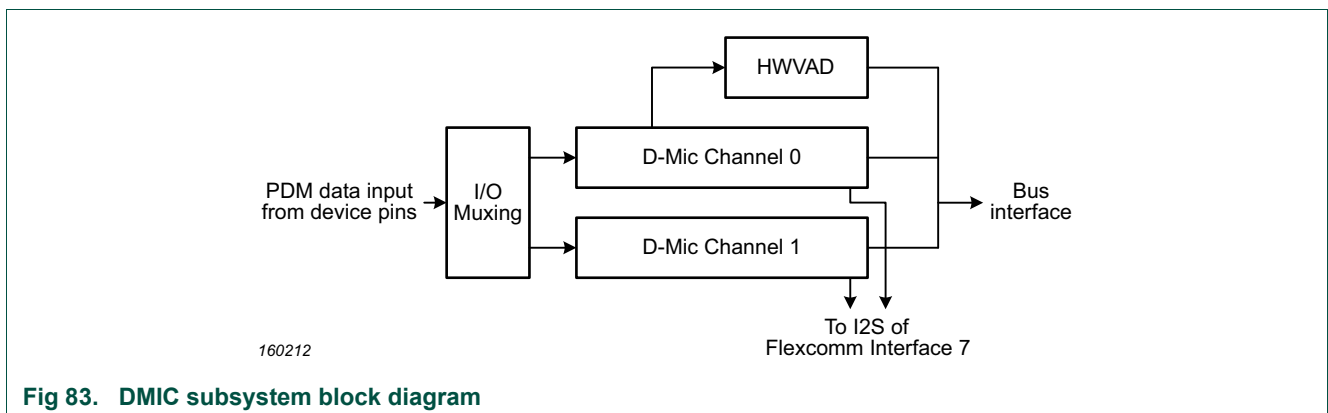 HWVAD
D-Mic Channel 0
PDM data input
from device pins
I/O
Muxing
Bus
interface
D-Mic Channel 1
To I2S of
Flexcomm Interface 7
160212
Fig 83. DMIC subsystem block diagram